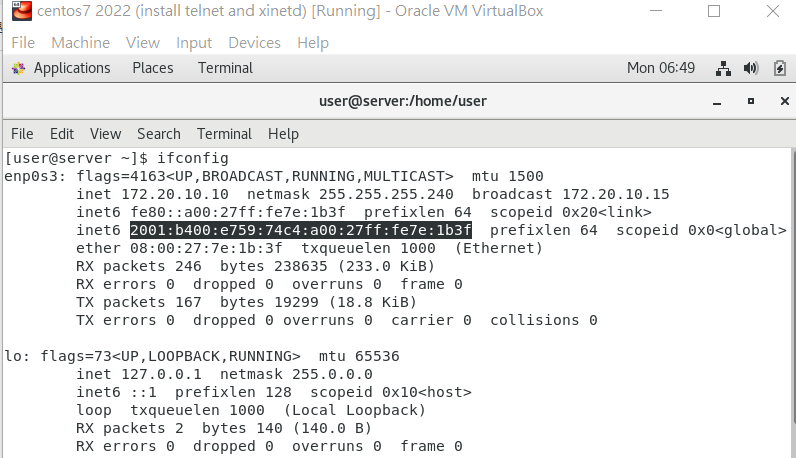 centos7 2022 (install telnet and xinetd) [Running] - Oracle VM VirtualBox
File Machine View Input Devices Help
Applications Places Terminal Mon 06:49
user@server:/home/user
File Edit View Search Terminal Help
[user@server ~]$ ifconfig
enp0s3: flags=4163<UP,BROADCAST,RUNNING,MULTICAST>  mtu 1500
        inet 172.20.10.10  netmask 255.255.255.240  broadcast 172.20.10.15
        inet6 fe80::a00:27ff:fe7e:1b3f  prefixlen 64  scopeid 0x20<link>
        inet6 2001:b400:e759:74c4:a00:27ff:fe7e:1b3f  prefixlen 64  scopeid 0x0<global>
        ether 08:00:27:7e:1b:3f  txqueuelen 1000  (Ethernet)
        RX packets 246  bytes 238635 (233.0 KiB)
        RX errors 0  dropped 0  overruns 0  frame 0
        TX packets 167  bytes 19299 (18.8 KiB)
        TX errors 0  dropped 0 overruns 0  carrier 0  collisions 0
lo: flags=73<UP,LOOPBACK,RUNNING>  mtu 65536
        inet 127.0.0.1  netmask 255.0.0.0
        inet6 ::1  prefixlen 128  scopeid 0x10<host>
        loop  txqueuelen 1000  (Local Loopback)
        RX packets 2  bytes 140 (140.0 B)
        RX errors 0  dropped 0  overruns 0  frame 0